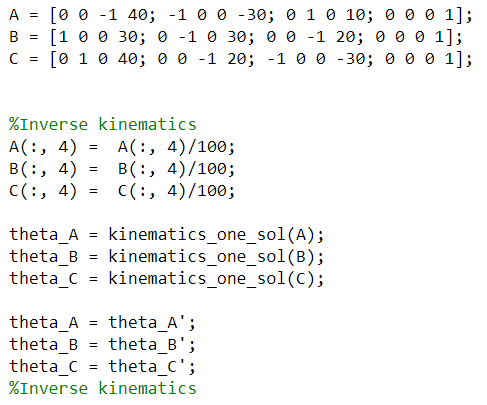 A = [0 0 -1 40; -1 0 0 -30; 0 1 0 10; 0 0 0 1];
B = [1 0 0 30; 0 -1 0 30; 0 0 -1 20; 0 0 0 1];
C = [0 1 0 40; 0 0 -1 20; -1 0 0 -30; 0 0 0 1];
%Inverse kinematics
A(:, 4) =  A(:, 4)/100;
B(:, 4) =  B(:, 4)/100;
C(:, 4) =  C(:, 4)/100;
theta_A = kinematics_one_sol(A);
theta_B = kinematics_one_sol(B);
theta_C = kinematics_one_sol(C);
theta_A = theta_A';
theta_B = theta_B';
theta_C = theta_C';
%Inverse kinematics